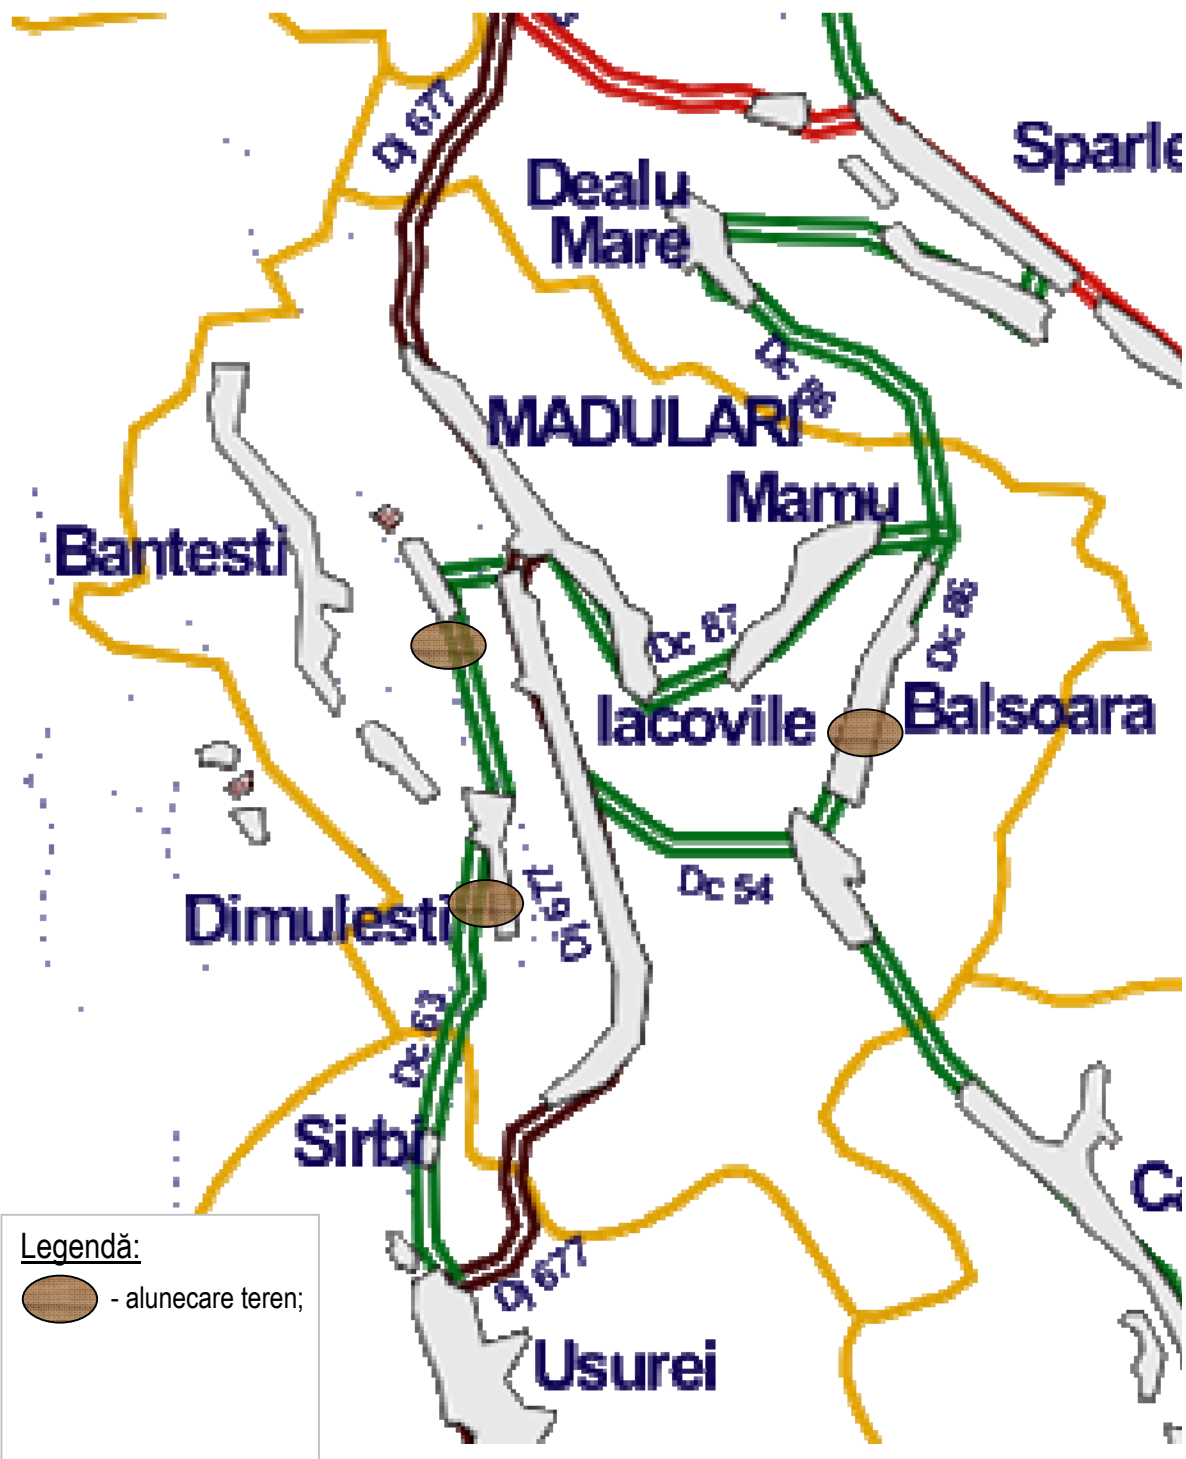 Dj 677
Sparle
Dealu
Mare
Dc 86
MADULARI
Mamu
Bantesti
Dc 87
Dc 86
Iacovile
Balsoara
Dc 54
Dj 677
Dimulesti
Dc 63
Sirbi
Ca
Dj 677
Usurei
Legendă:
- alunecare teren;